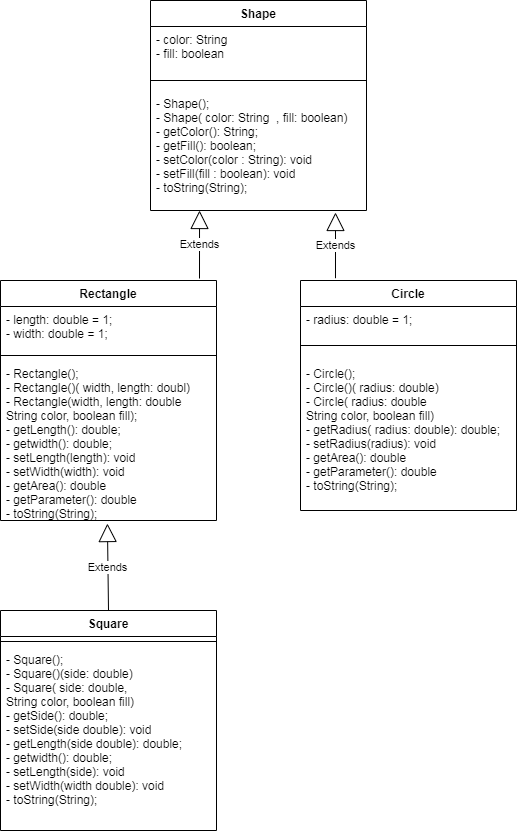 Shape
- color: String
- fill: boolean
- Shape();
- Shape( color: String , fill: boolean)
- getColor(): String;
- getFill(): boolean;
- setColor(color : String): void
- setFill(fill : boolean): void
- toString(String);
Extends
Extends
Rectangle
- length: double = 1;
- width: double = 1;
- Rectangle();
- Rectangle()( width, length: doubl)
- Rectangle(width, length: double
String color, boolean fill);
- getLength(): double;
- getwidth(): double;
- setLength(length): void
- setWidth(width): void
- getArea(): double
- getParameter(): double
- toString(String);
Circle
- radius: double = 1;
- Circle();
- Circle()( radius: double)
- Circle( radius: double
String color, boolean fill)
- getRadius( radius: double): double;
- setRadius(radius): void
- getArea(): double
- getParameter(): double
- toString(String);
Extends
Square
- Square();
- Square()(side: double)
- Square( side: double,
String color, boolean fill)
- getSide(): double;
- setSide(side double): void
- getLength(side double): double;
- getwidth(): double;
- setLength(side): void
- setWidth(width double): void
- toString(String);